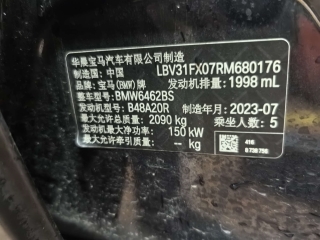 华晨宝马汽车有限公司制造
制造国：中国 LBV31FX07RM680176
品牌：宝马(BMW)牌 发动机排量：1998 mL
整车型号：BMW6462BS
发动机型号：B48A20R 制造年月：2023-07
最大允许总质量：2090 kg 乘坐人数：5
发动机最大净功率：150 kW
最大允许牵引质量：-- kg